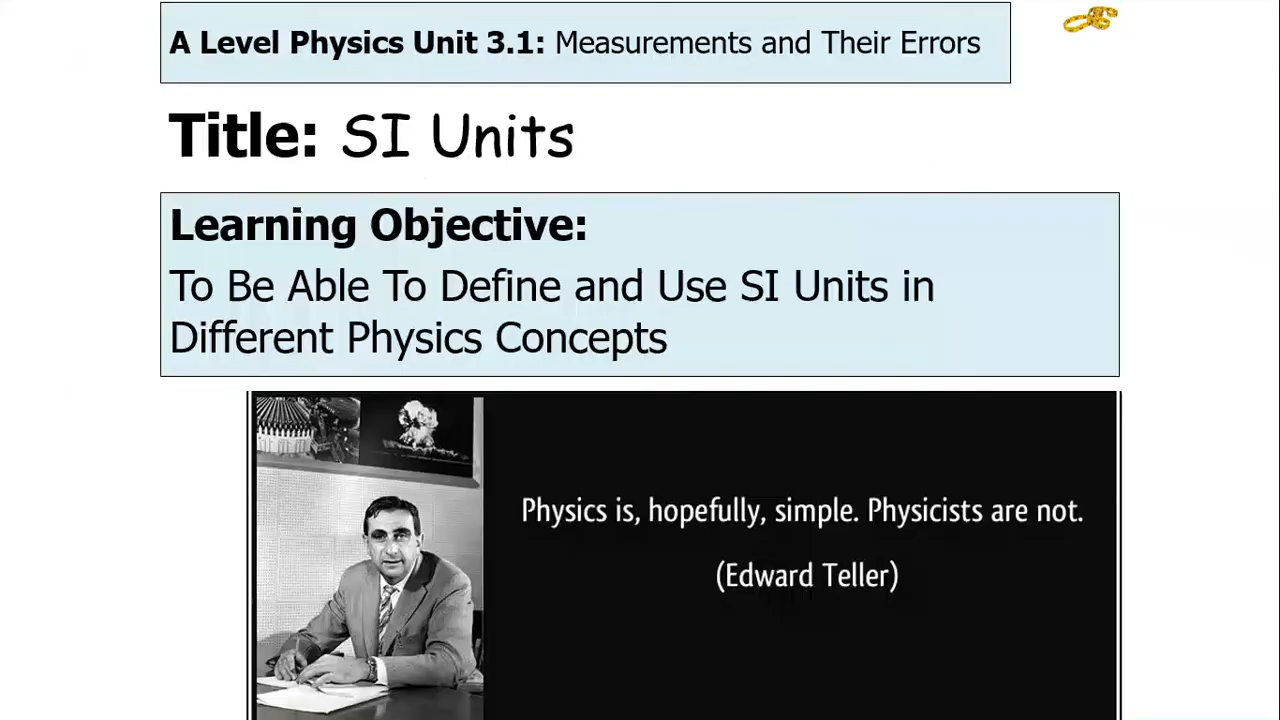 A Level Physics Unit 3.1: Measurements and Their Errors
Title: SI Units
Learning Objective:
To Be Able To Define and Use SI Units in
Different Physics Concepts
Physics is, hopefully, simple. Physicists are not.
(Edward Teller)